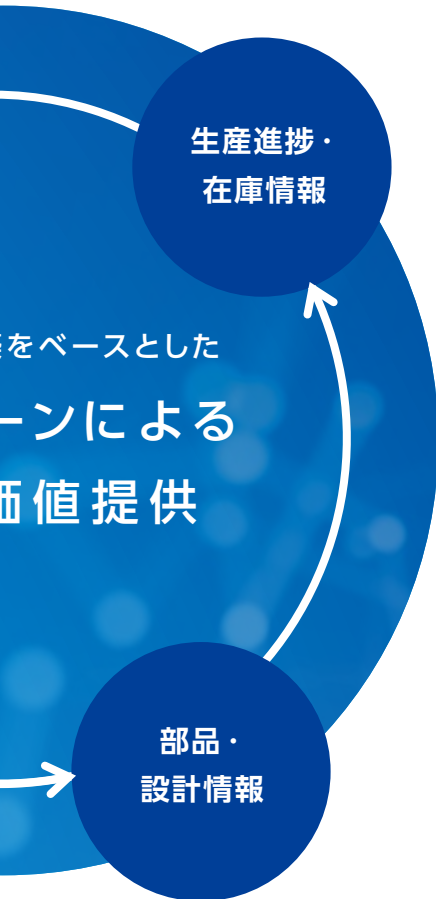 生産進捗・
在庫情報
をベースとした
ーンによる
価値提供
部品・
設計情報